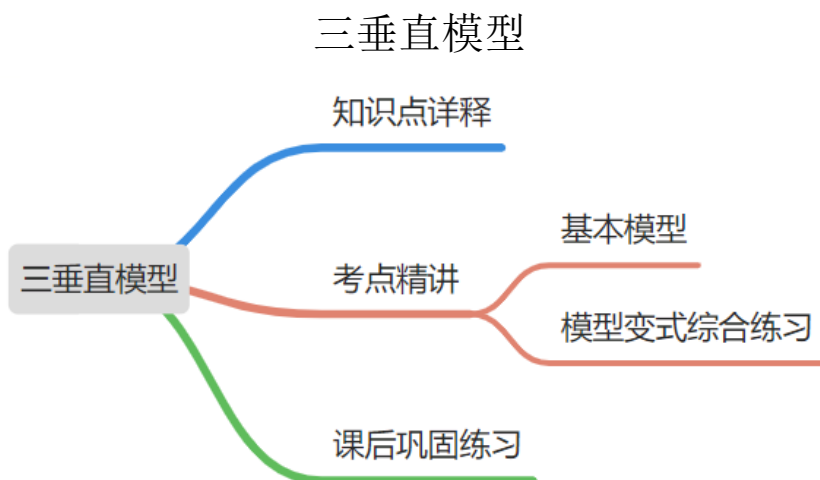 三垂直模型
知识点详释
基本模型
三垂直模型
考点精讲
模型变式综合练习
课后巩固练习